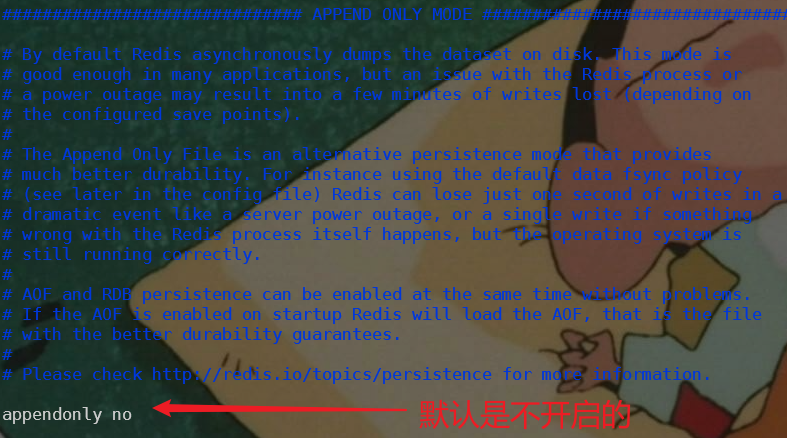 ############################## APPEND ONLY MODE ###############################
# By default Redis asynchronously dumps the dataset on disk. This mode is
# good enough in many applications, but an issue with the Redis process or
# a power outage may result into a few minutes of writes lost (depending on
# the configured save points).
#
# The Append Only File is an alternative persistence mode that provides
# much better durability. For instance using the default data fsync policy
# (see later in the config file) Redis can lose just one second of writes in a
# dramatic event like a server power outage, or a single write if something
# wrong with the Redis process itself happens, but the operating system is
# still running correctly.
#
# AOF and RDB persistence can be enabled at the same time without problems.
# If the AOF is enabled on startup Redis will load the AOF, that is the file
# with the better durability guarantees.
#
# Please check http://redis.io/topics/persistence for more information.
appendonly no 默认是不开启的